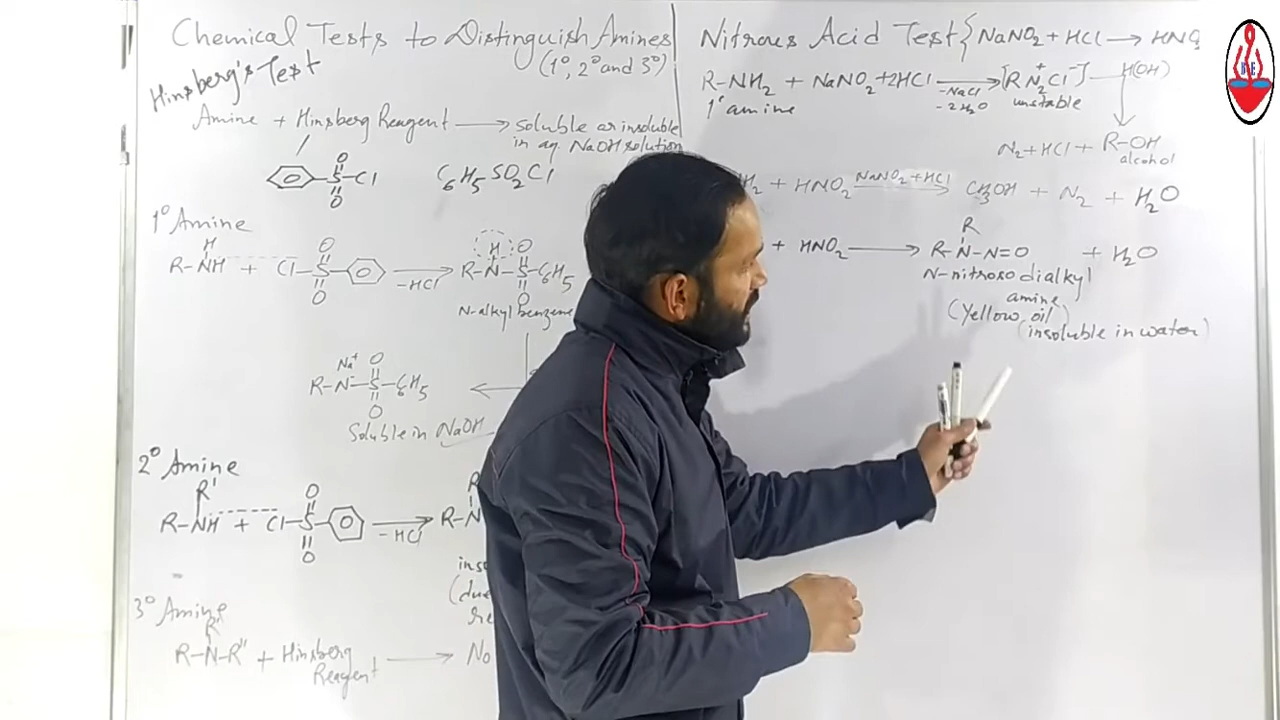 Chemical Tests to Distinguish Amines
(1°, 2° and 3°)
Hinsberg's Test
Amine + Hinsberg Reagent ⟶ Soluble or insoluble
in aq NaOH solution
O
S–Cl
O
C6H5SO2Cl
1° Amine
H
R–NH + Cl–S– ⟶ R–N–S–C6H5
–HCl
N-alkyl benzene
Na+ O
R–N-–S–C6H5
O
Soluble in NaOH
2° Amine
R'
R–NH + Cl–S– ⟶ R–N
–HCl
3° Amine
R'
R–N–R'' + Hinsberg ⟶ No
Reagent
Nitrous Acid Test { NaNO2 + HCl ⟶ HNO2
R–NH2 + NaNO2 + 2HCl ⟶ [R N2+ Cl-] H(OH)
–NaCl
–2H2O
1° amine
unstable
N2 + HCl + R–OH
alcohol
H2 + HNO2 NaNO2 + HCl ⟶ CH3OH + N2 + H2O
R
+ HNO2 ⟶ R–N–N=O + H2O
N-nitroso dialkyl
amine
(Yellow oil)
(insoluble in water)